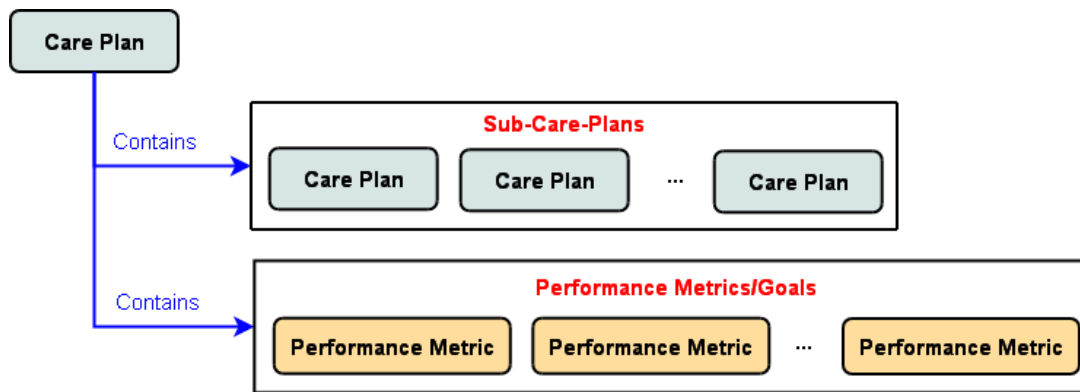 Care Plan
Sub-Care-Plans
Contains
Care Plan Care Plan ... Care Plan
Performance Metrics/Goals
Contains
Performance Metric Performance Metric ... Performance Metric